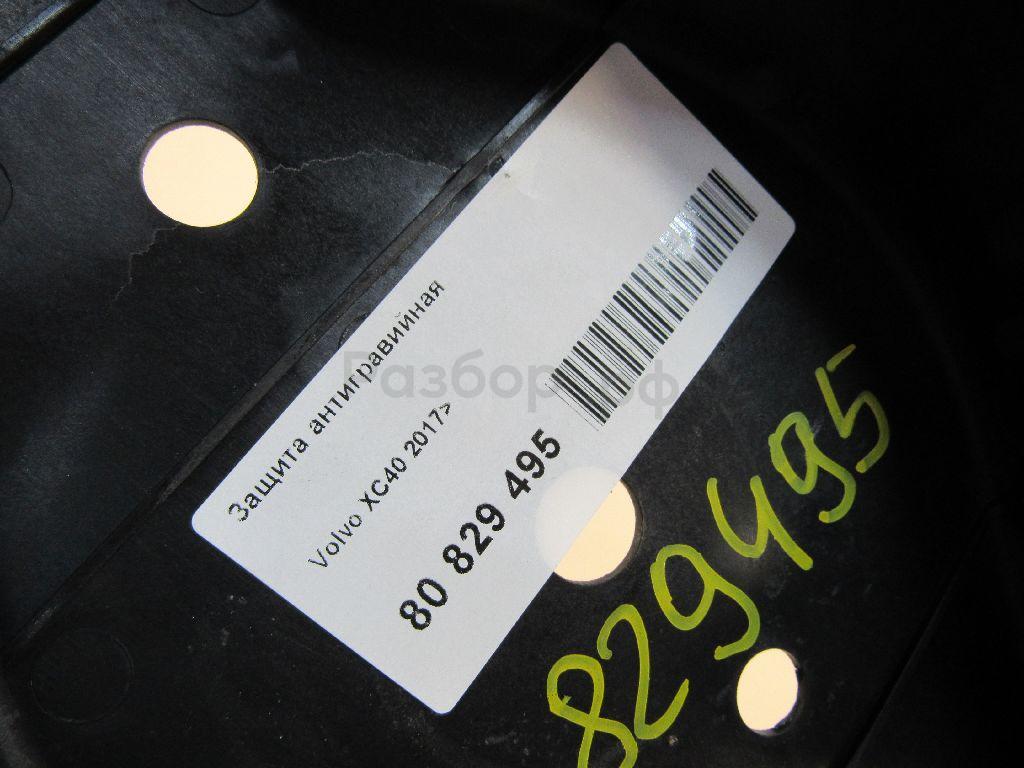 Защита антигравийная
Volvo XC40 2017>
80 829 495
829495